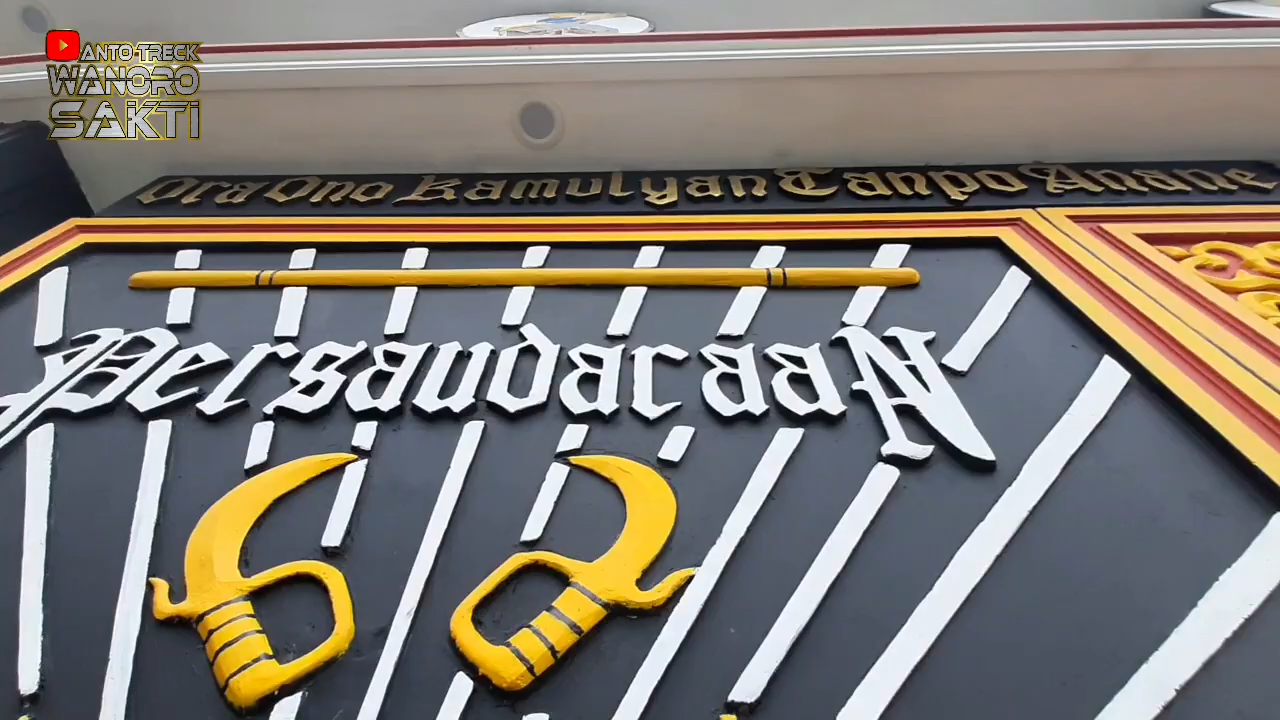 ANTO TRECK
WANORO
SAKTI
Ora Ono Kamulyan Tanpo Anane
Persaudaraan